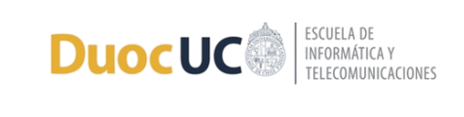 DuocUC
ESCUELA DE
INFORMÁTICA Y
TELECOMUNICACIONES